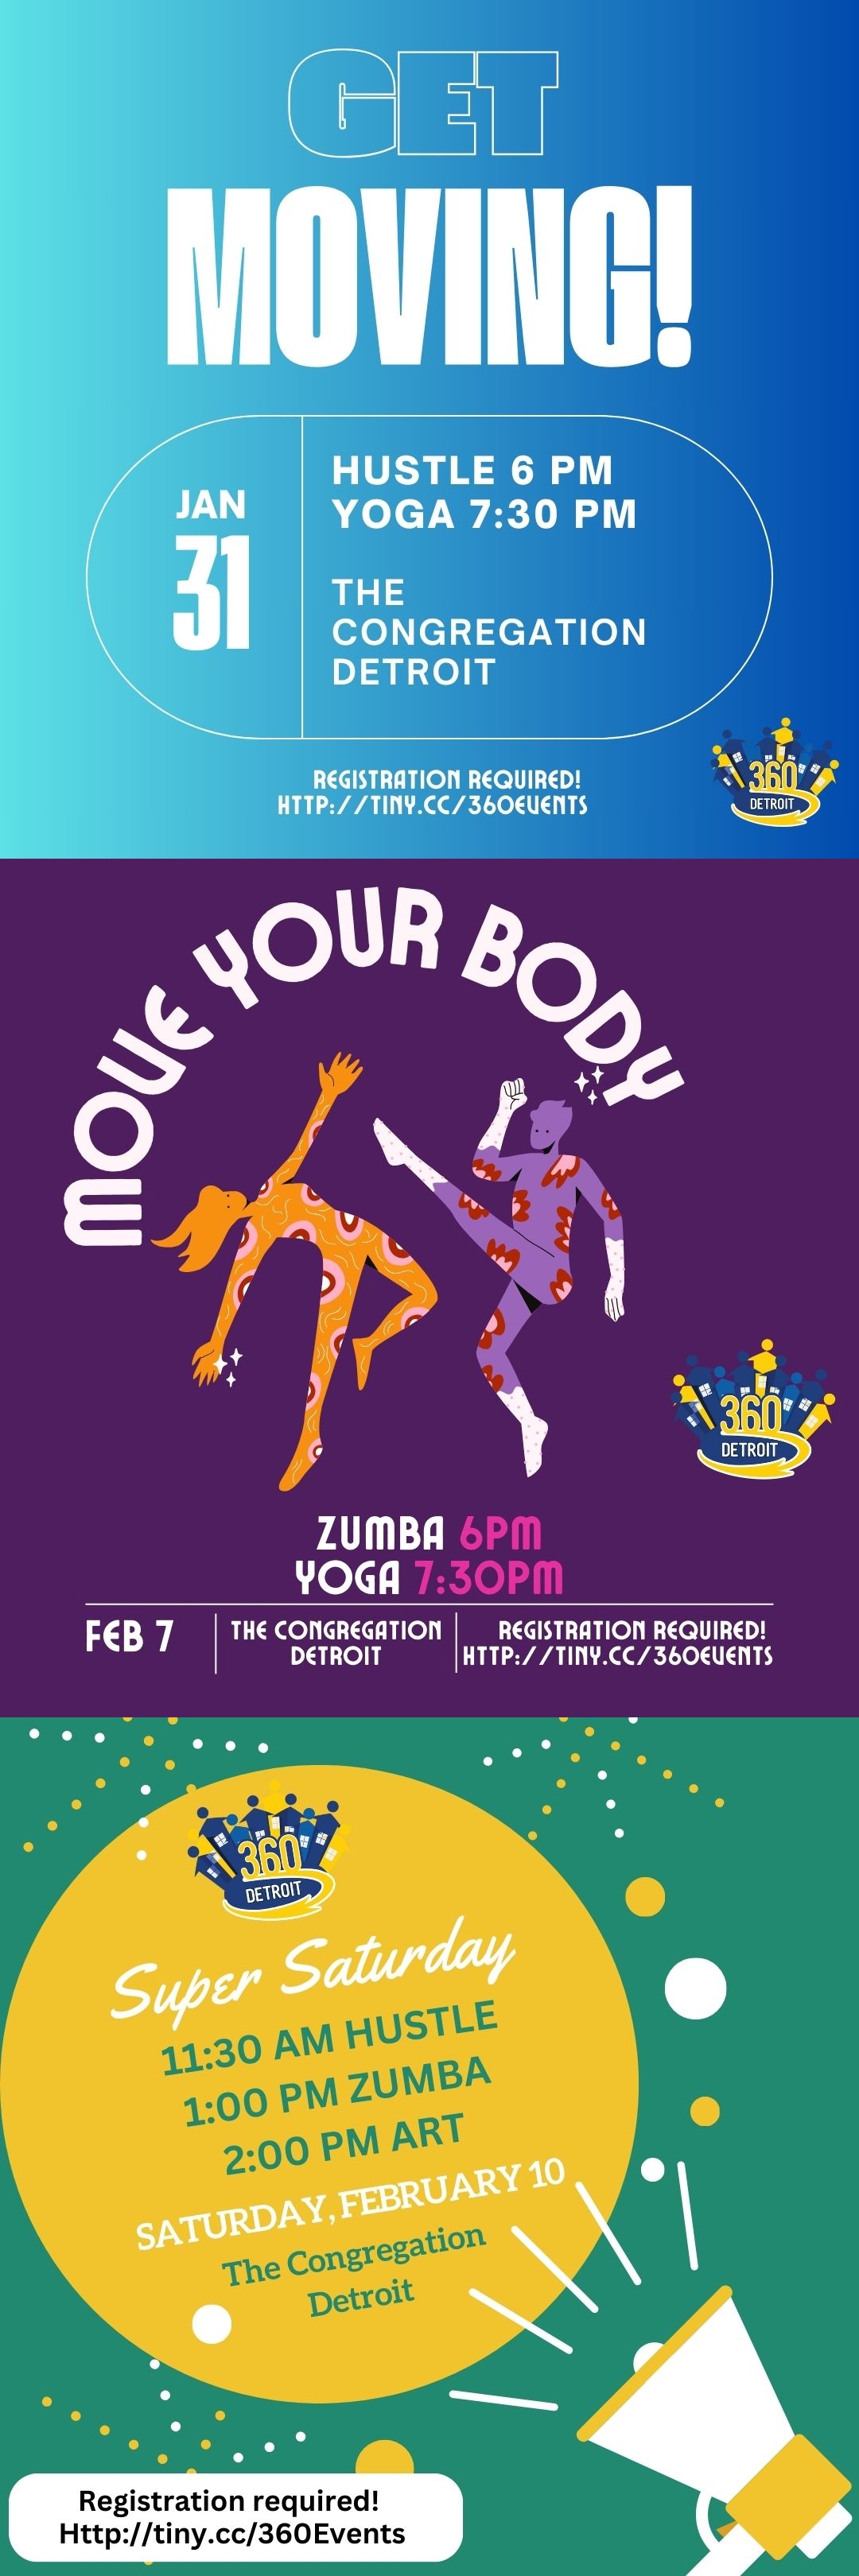 GET
MOVING!
JAN
31
HUSTLE 6 PM
YOGA 7:30 PM
THE
CONGREGATION
DETROIT
REGISTRATION REQUIRED!
HTTP://TINY.CC/360EVENTS
360
DETROIT
MOVE YOUR BODY
360
DETROIT
ZUMBA 6PM
YOGA 7:30PM
FEB 7
THE CONGREGATION
DETROIT
REGISTRATION REQUIRED!
HTTP://TINY.CC/360EVENTS
360
DETROIT
Super Saturday
11:30 AM HUSTLE
1:00 PM ZUMBA
2:00 PM ART
SATURDAY, FEBRUARY 10
The Congregation
Detroit
Registration required!
Http://tiny.cc/360Events